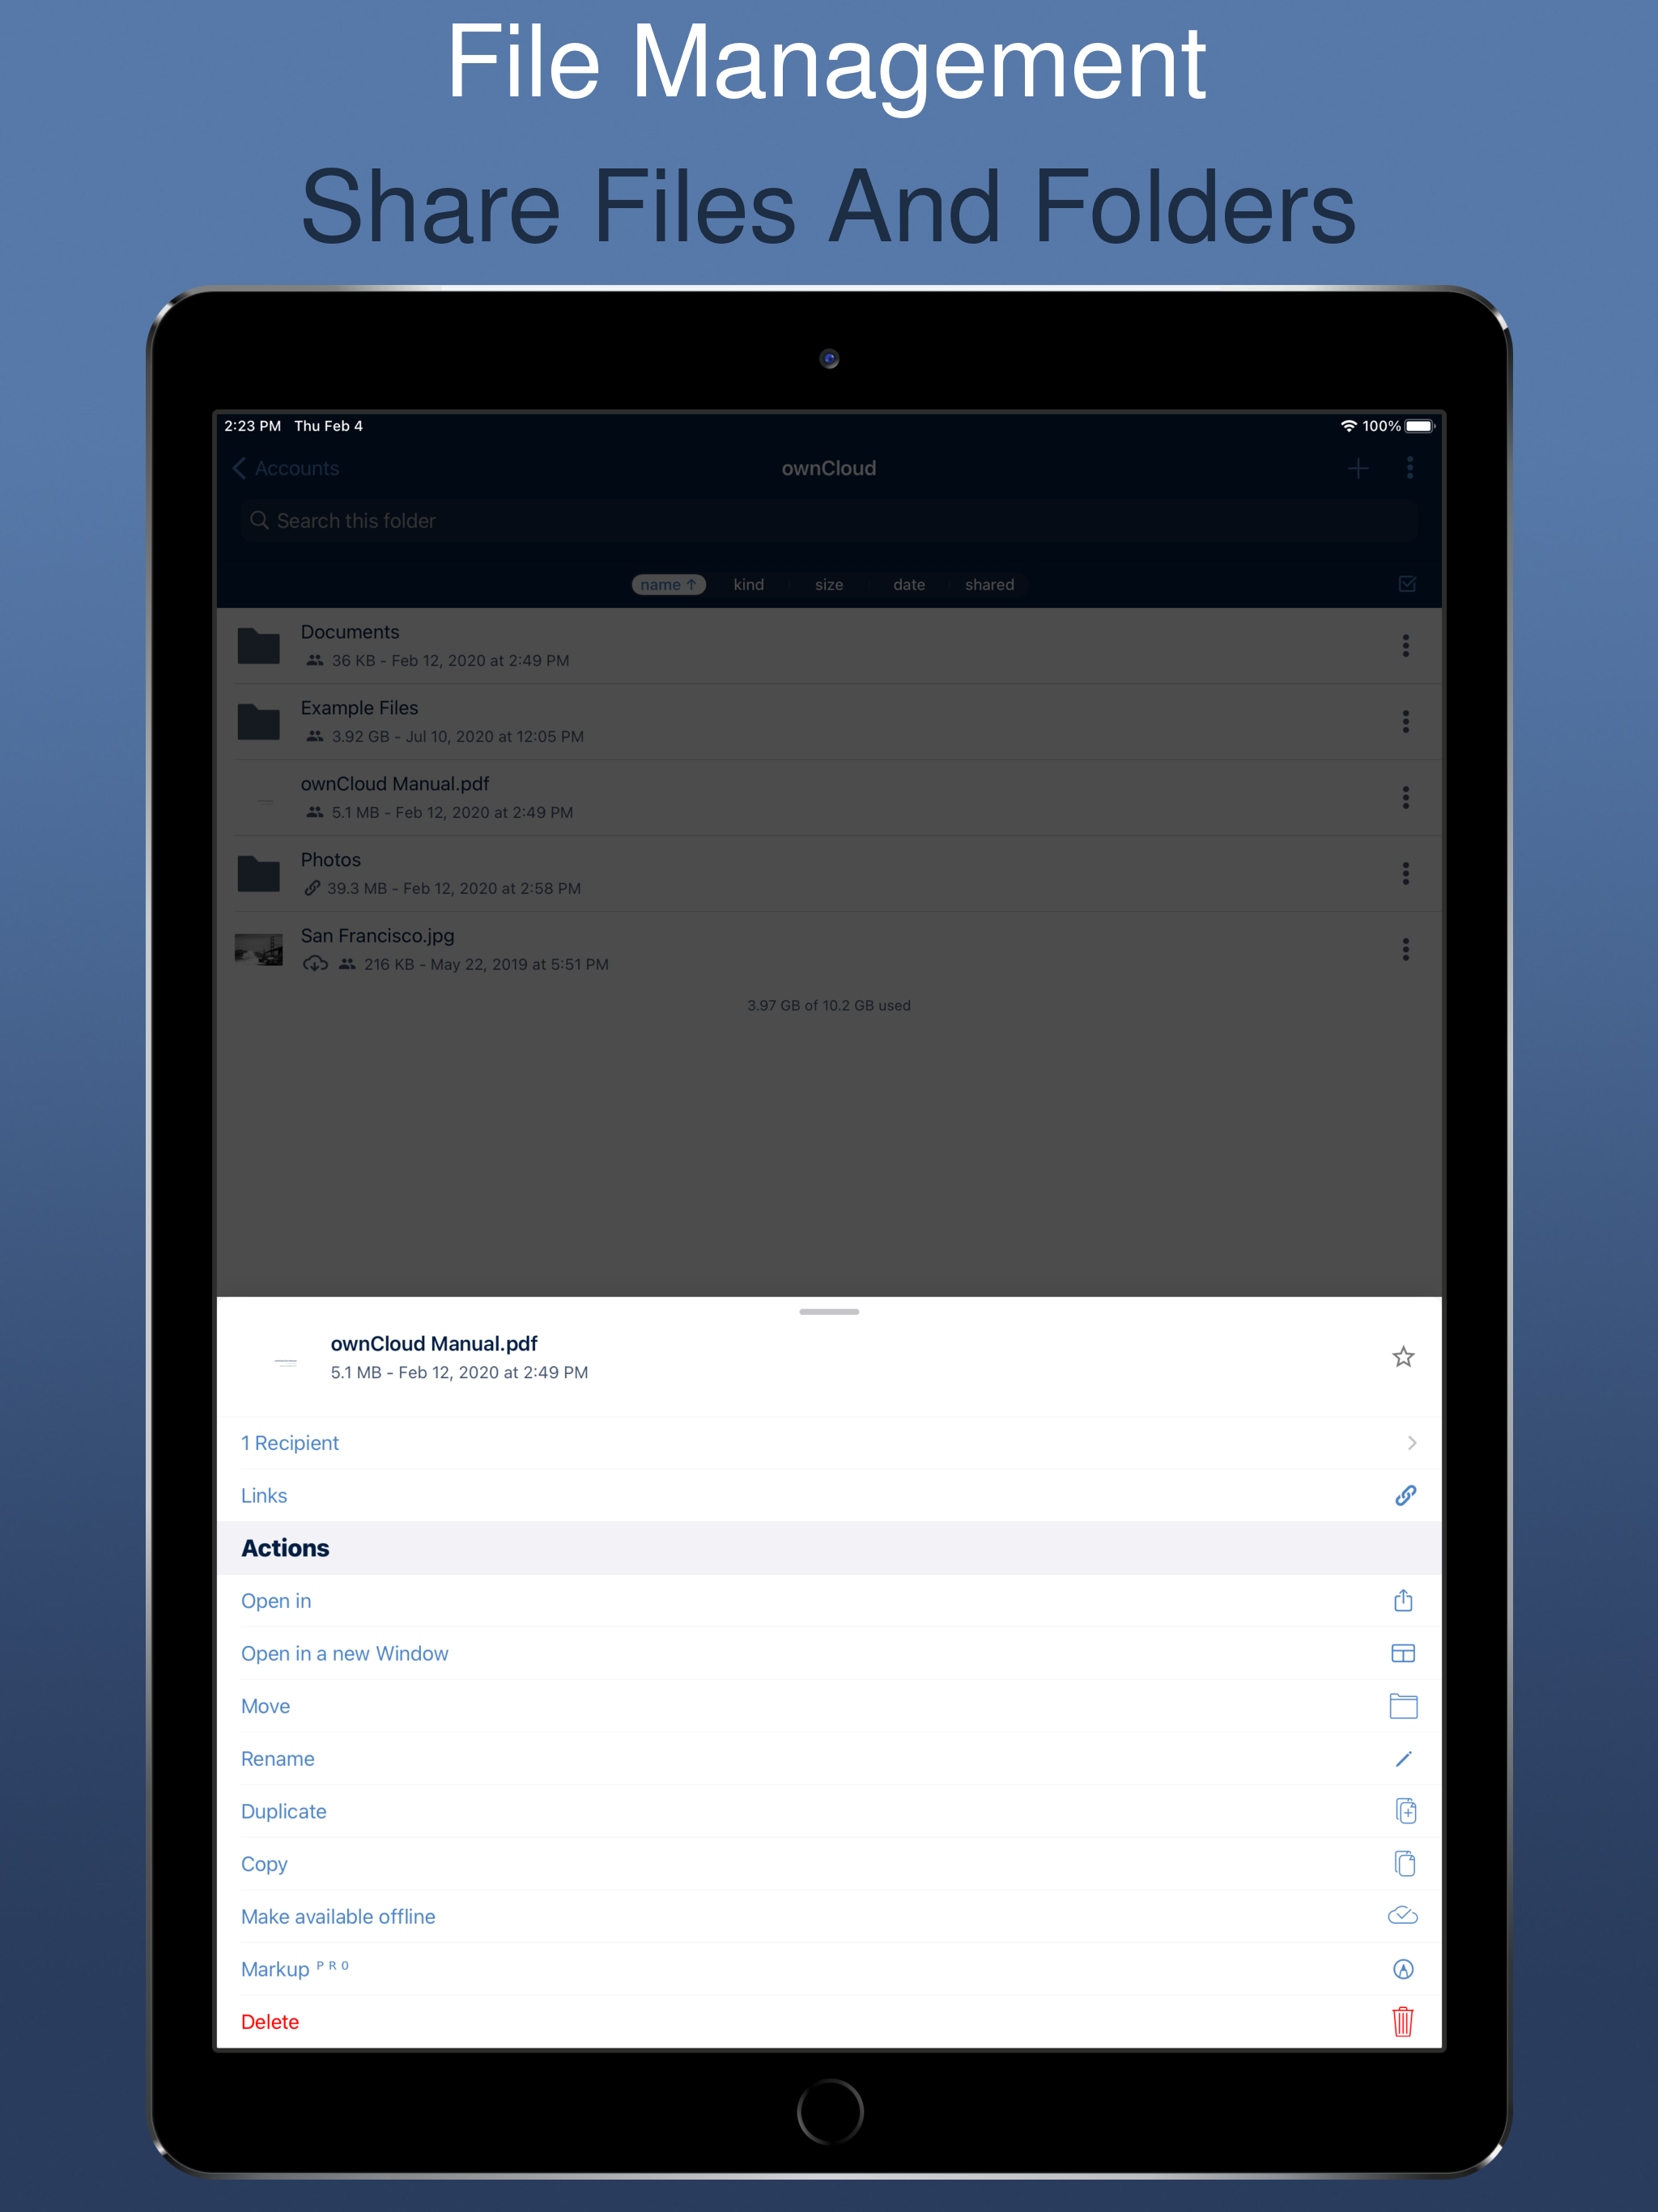 File Management
Share Files And Folders
2:23 PM Thu Feb 4 100%
Accounts ownCloud
Search this folder
name ↑ kind size date shared
Documents
36 KB - Feb 12, 2020 at 2:49 PM
Example Files
3.92 GB - Jul 10, 2020 at 12:05 PM
ownCloud Manual.pdf
5.1 MB - Feb 12, 2020 at 2:49 PM
Photos
39.3 MB - Feb 12, 2020 at 2:58 PM
San Francisco.jpg
216 KB - May 22, 2019 at 5:51 PM
3.97 GB of 10.2 GB used
ownCloud Manual.pdf
5.1 MB - Feb 12, 2020 at 2:49 PM
1 Recipient
Links
Actions
Open in
Open in a new Window
Move
Rename
Duplicate
Copy
Make available offline
Markup PRO
Delete